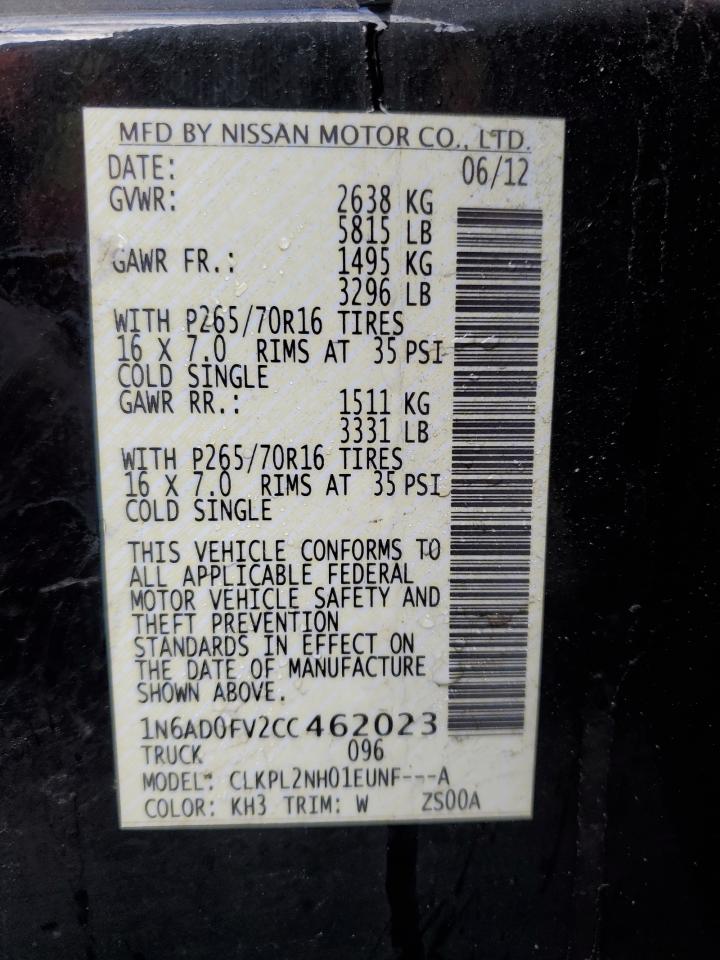 MFD BY NISSAN MOTOR CO., LTD.
DATE: 06/12
GVWR: 2638 KG
5815 LB
GAWR FR.: 1495 KG
3296 LB
WITH P265/70R16 TIRES
16 X 7.0 RIMS AT 35 PSI
COLD SINGLE
GAWR RR.: 1511 KG
3331 LB
WITH P265/70R16 TIRES
16 X 7.0 RIMS AT 35 PSI
COLD SINGLE
THIS VEHICLE CONFORMS TO
ALL APPLICABLE FEDERAL
MOTOR VEHICLE SAFETY AND
THEFT PREVENTION
STANDARDS IN EFFECT ON
THE DATE OF MANUFACTURE
SHOWN ABOVE.
1N6AD0FV2CC462023
TRUCK 096
MODEL: CLKPL2NH01EUNF---A
COLOR: KH3 TRIM: W ZS00A